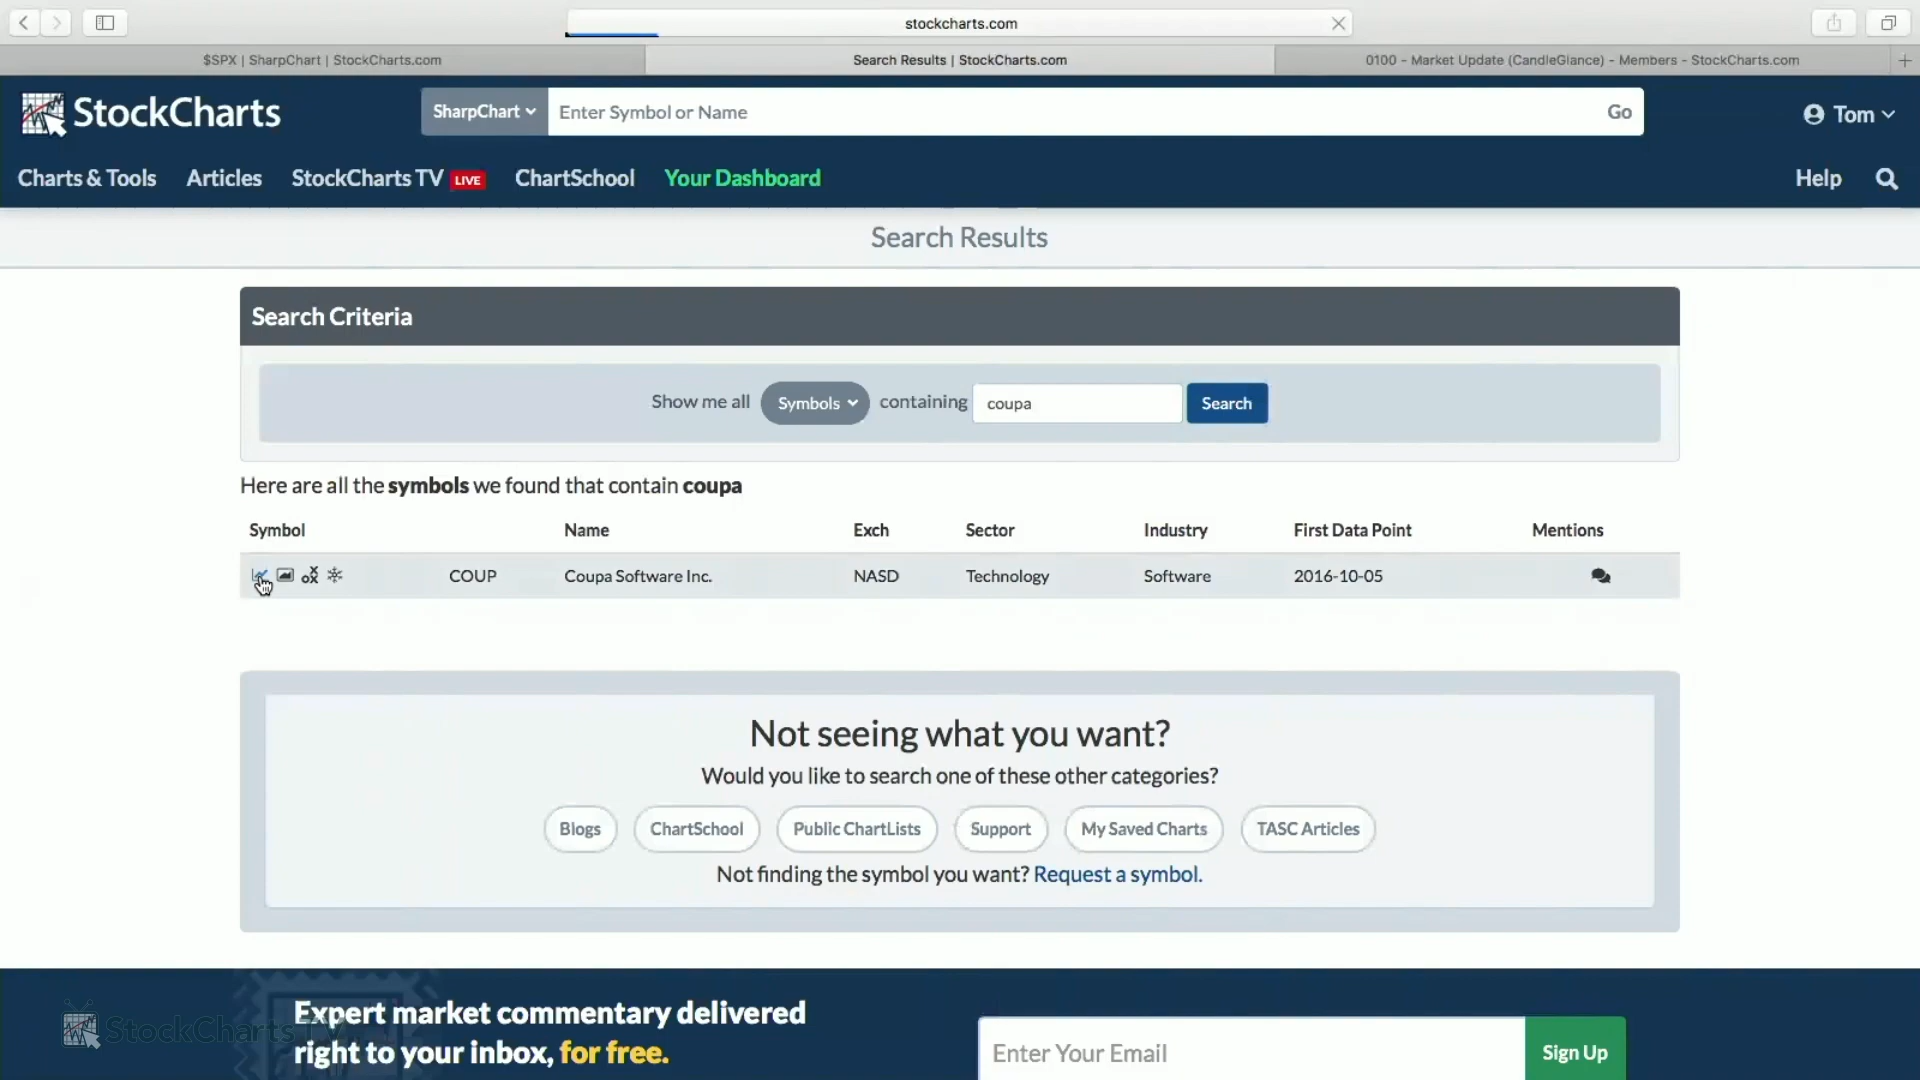 stockcharts.com
$SPX | SharpChart | StockCharts.com
Search Results | StockCharts.com
0100 - Market Update (CandleGlance) - Members - StockCharts.com
StockCharts
SharpChart
Enter Symbol or Name
Go
Tom
Charts & Tools
Articles
StockCharts TV LIVE
ChartSchool
Your Dashboard
Help
Search Results
Search Criteria
Show me all Symbols containing coupa Search
Here are all the symbols we found that contain coupa
Symbol Name Exch Sector Industry First Data Point Mentions
COUP Coupa Software Inc. NASD Technology Software 2016-10-05
Not seeing what you want?
Would you like to search one of these other categories?
Blogs ChartSchool Public ChartLists Support My Saved Charts TASC Articles
Not finding the symbol you want? Request a symbol.
Expert market commentary delivered
right to your inbox, for free.
StockCharts TV
Enter Your Email
Sign Up